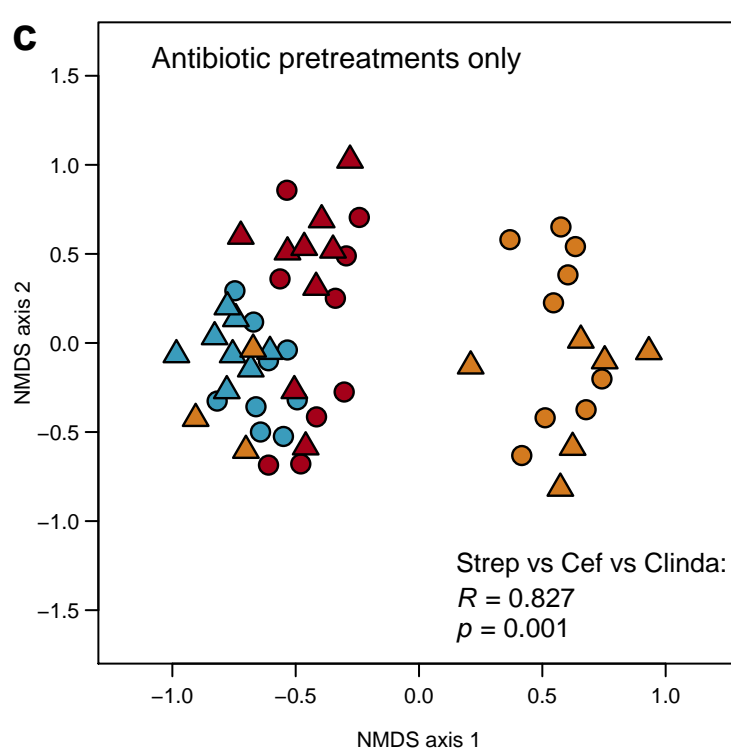 c
Antibiotic pretreatments only
1.5
1.0
0.5
0.0
−0.5
−1.0
−1.5
NMDS axis 2
Strep vs Cef vs Clinda:
R = 0.827
p = 0.001
−1.0 −0.5 0.0 0.5 1.0
NMDS axis 1